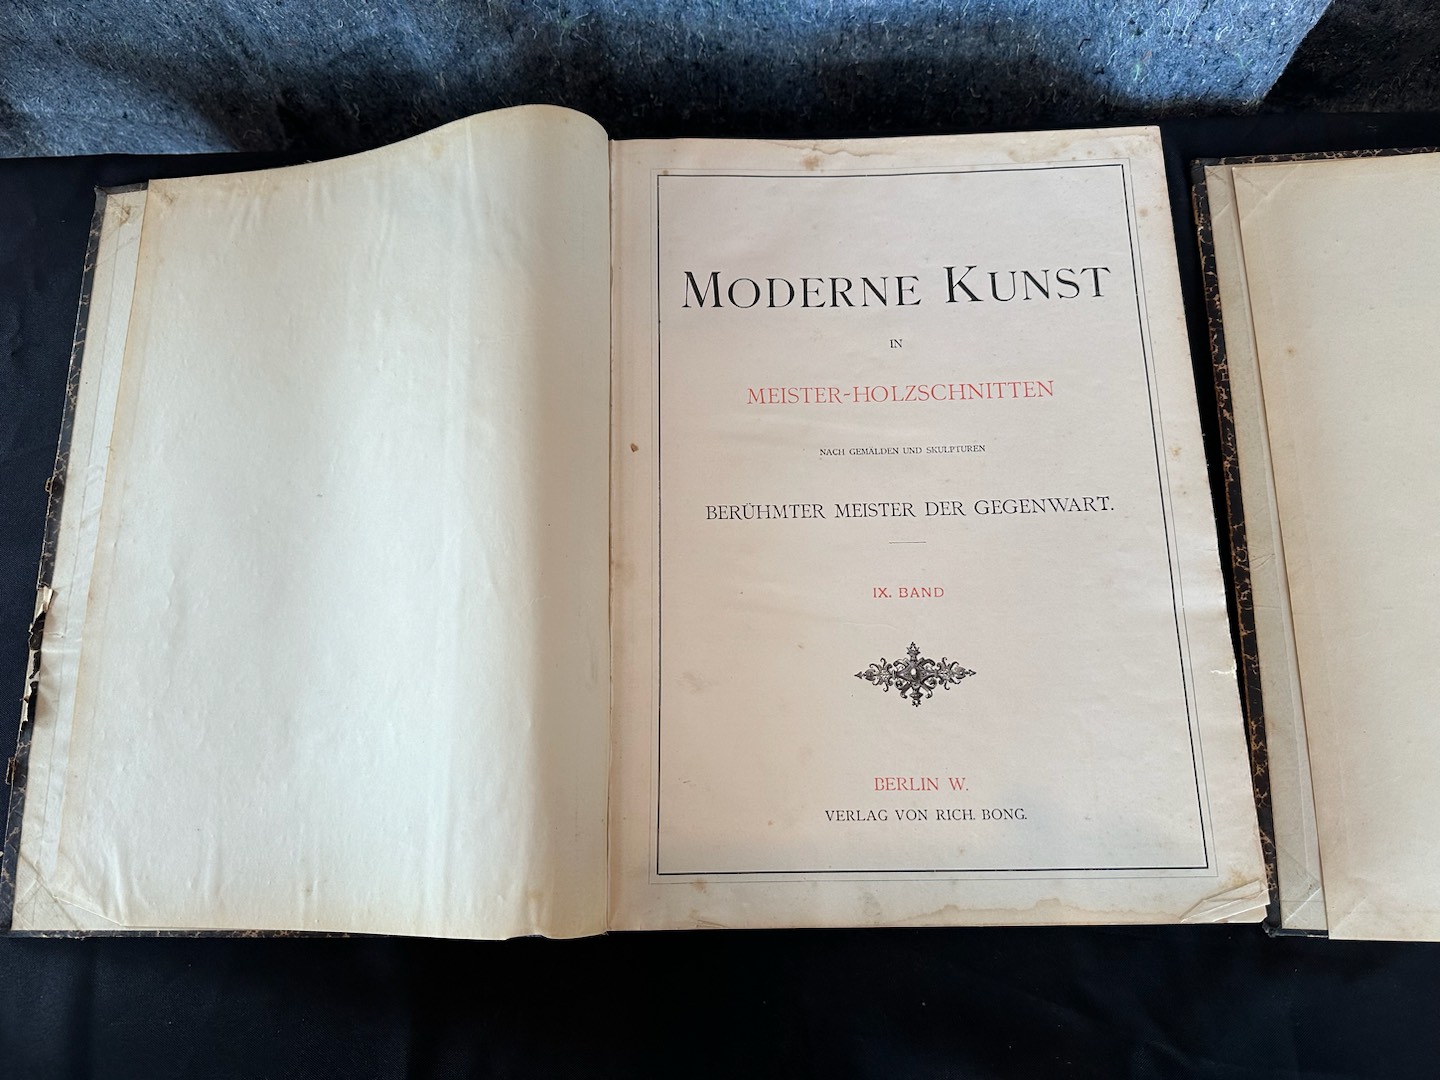 MODERNE KUNST
IN
MEISTER-HOLZSCHNITTEN
NACH GEMÄLDEN UND SKULPTUREN
BERÜHMTER MEISTER DER GEGENWART.
IX. BAND
BERLIN W.
VERLAG VON RICH. BONG.